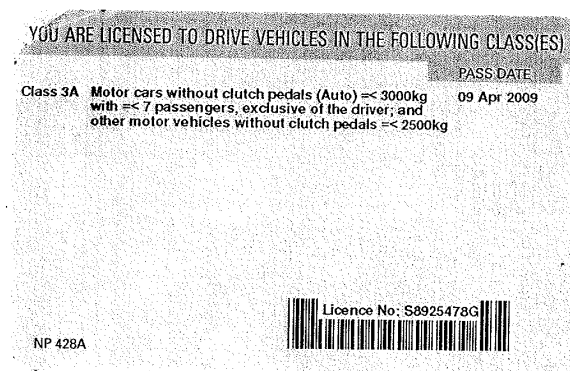 YOU ARE LICENSED TO DRIVE VEHICLES IN THE FOLLOWING CLASS(ES)
PASS DATE
Class 3A Motor cars without clutch pedals (Auto) =< 3000kg 09 Apr 2009
with =< 7 passengers, exclusive of the driver; and
other motor vehicles without clutch pedals =< 2500kg
Licence No: S8925478G
NP 428A